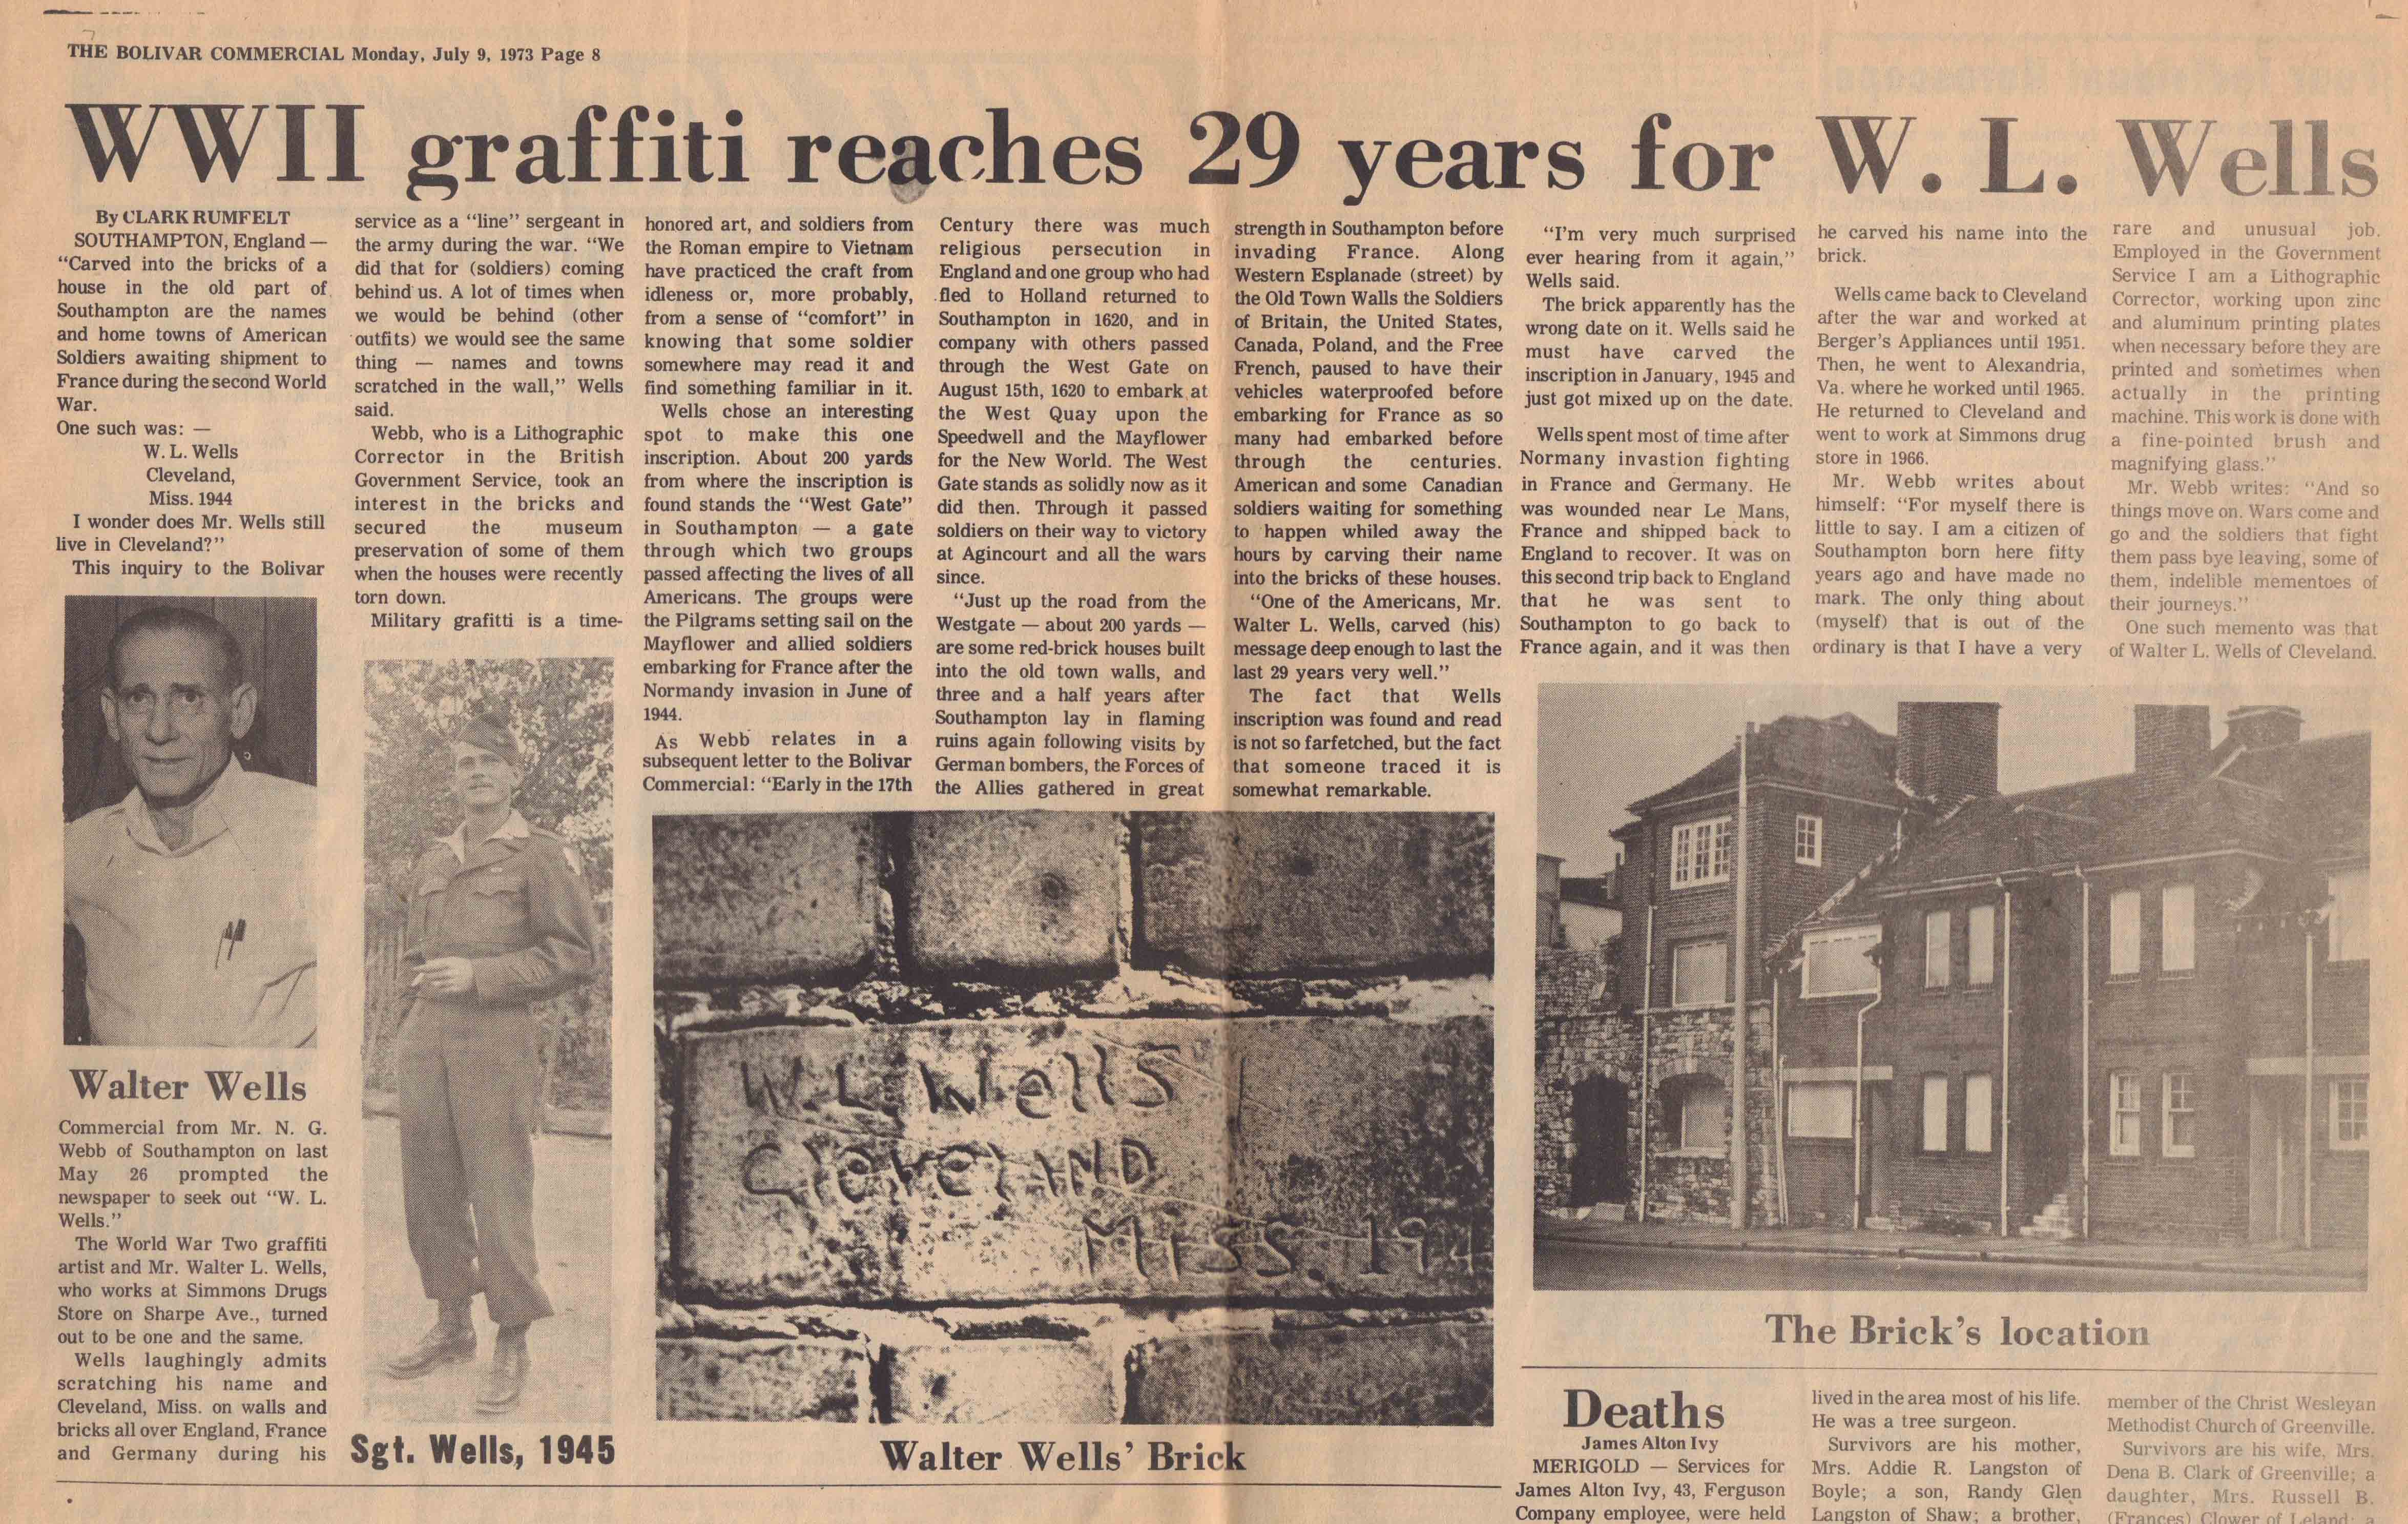 THE BOLIVAR COMMERCIAL Monday, July 9, 1973 Page 8
WWII graffiti reaches 29 years for W. L. Wells
By CLARK RUMFELT
SOUTHAMPTON, England —
“Carved into the bricks of a
house in the old part of
Southampton are the names
and home towns of American
Soldiers awaiting shipment to
France during the second World
War.
One such was: —
W. L. Wells
Cleveland,
Miss. 1944
I wonder does Mr. Wells still
live in Cleveland?”
This inquiry to the Bolivar
Walter Wells
Commercial from Mr. N. G.
Webb of Southampton on last
May 26 prompted the
newspaper to seek out “W. L.
Wells.”
The World War Two graffiti
artist and Mr. Walter L. Wells,
who works at Simmons Drugs
Store on Sharpe Ave., turned
out to be one and the same.
Wells laughingly admits
scratching his name and
Cleveland, Miss. on walls and
bricks all over England, France
and Germany during his
service as a “line” sergeant in
the army during the war. “We
did that for (soldiers) coming
behind us. A lot of times when
we would be behind (other
outfits) we would see the same
thing — names and towns
scratched in the wall,” Wells
said.
Webb, who is a Lithographic
Corrector in the British
Government Service, took an
interest in the bricks and
secured the museum
preservation of some of them
when the houses were recently
torn down.
Military grafitti is a time-
Sgt. Wells, 1945
honored art, and soldiers from
the Roman empire to Vietnam
have practiced the craft from
idleness or, more probably,
from a sense of “comfort” in
knowing that some soldier
somewhere may read it and
find something familiar in it.
Wells chose an interesting
spot to make this one
inscription. About 200 yards
from where the inscription is
found stands the “West Gate”
in Southampton — a gate
through which two groups
passed affecting the lives of all
Americans. The groups were
the Pilgrams setting sail on the
Mayflower and allied soldiers
embarking for France after the
Normandy invasion in June of
1944.
As Webb relates in a
subsequent letter to the Bolivar
Commercial: “Early in the 17th
Century there was much
religious persecution in
England and one group who had
fled to Holland returned to
Southampton in 1620, and in
company with others passed
through the West Gate on
August 15th, 1620 to embark at
the West Quay upon the
Speedwell and the Mayflower
for the New World. The West
Gate stands as solidly now as it
did then. Through it passed
soldiers on their way to victory
at Agincourt and all the wars
since.
“Just up the road from the
Westgate — about 200 yards —
are some red-brick houses built
into the old town walls, and
three and a half years after
Southampton lay in flaming
ruins again following visits by
German bombers, the Forces of
the Allies gathered in great
strength in Southampton before
invading France. Along
Western Esplanade (street) by
the Old Town Walls the Soldiers
of Britain, the United States,
Canada, Poland, and the Free
French, paused to have their
vehicles waterproofed before
embarking for France as so
many had embarked before
through the centuries.
American and some Canadian
soldiers waiting for something
to happen whiled away the
hours by carving their name
into the bricks of these houses.
“One of the Americans, Mr.
Walter L. Wells, carved (his)
message deep enough to last the
last 29 years very well.”
The fact that Wells
inscription was found and read
is not so farfetched, but the fact
that someone traced it is
somewhat remarkable.
W.L. Wells
Cleveland
Miss. 194
Walter Wells’ Brick
“I’m very much surprised
ever hearing from it again,”
Wells said.
The brick apparently has the
wrong date on it. Wells said he
must have carved the
inscription in January, 1945 and
just got mixed up on the date.
Wells spent most of time after
Normany invastion fighting
in France and Germany. He
was wounded near Le Mans,
France and shipped back to
England to recover. It was on
this second trip back to England
that he was sent to
Southampton to go back to
France again, and it was then
he carved his name into the
brick.
Wells came back to Cleveland
after the war and worked at
Berger’s Appliances until 1951.
Then, he went to Alexandria,
Va. where he worked until 1965.
He returned to Cleveland and
went to work at Simmons drug
store in 1966.
Mr. Webb writes about
himself: “For myself there is
little to say. I am a citizen of
Southampton born here fifty
years ago and have made no
mark. The only thing about
(myself) that is out of the
ordinary is that I have a very
rare and unusual job.
Employed in the Government
Service I am a Lithographic
Corrector, working upon zinc
and aluminum printing plates
when necessary before they are
printed and sometimes when
actually in the printing
machine. This work is done with
a fine-pointed brush and
magnifying glass.”
Mr. Webb writes: “And so
things move on. Wars come and
go and the soldiers that fight
them pass bye leaving, some of
them, indelible mementoes of
their journeys.”
One such memento was that
of Walter L. Wells of Cleveland.
The Brick’s location
Deaths
James Alton Ivy
MERIGOLD — Services for
James Alton Ivy, 43, Ferguson
Company employee, were held
lived in the area most of his life.
He was a tree surgeon.
Survivors are his mother,
Mrs. Addie R. Langston of
Boyle; a son, Randy Glen
Langston of Shaw; a brother,
member of the Christ Wesleyan
Methodist Church of Greenville.
Survivors are his wife, Mrs.
Dena B. Clark of Greenville; a
daughter, Mrs. Russell B.
(Frances) Clower of Leland; a